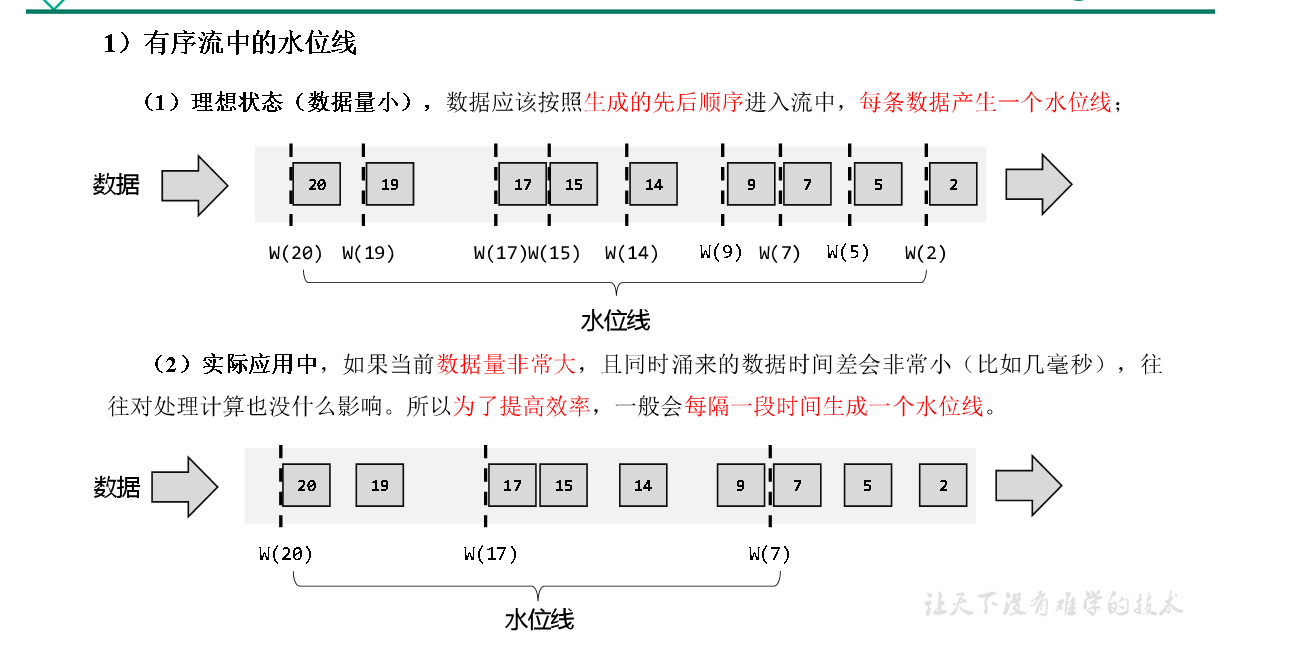 1）有序流中的水位线
（1）理想状态（数据量小），数据应该按照生成的先后顺序进入流中，每条数据产生一个水位线；
数据
20 19 17 15 14 9 7 5 2
W(20) W(19) W(17)W(15) W(14) W(9) W(7) W(5) W(2)
水位线
（2）实际应用中，如果当前数据量非常大，且同时涌来的数据时间差会非常小（比如几毫秒），往
往对处理计算也没什么影响。所以为了提高效率，一般会每隔一段时间生成一个水位线。
数据
20 19 17 15 14 9 7 5 2
W(20) W(17) W(7)
水位线
让天下没有难学的技术